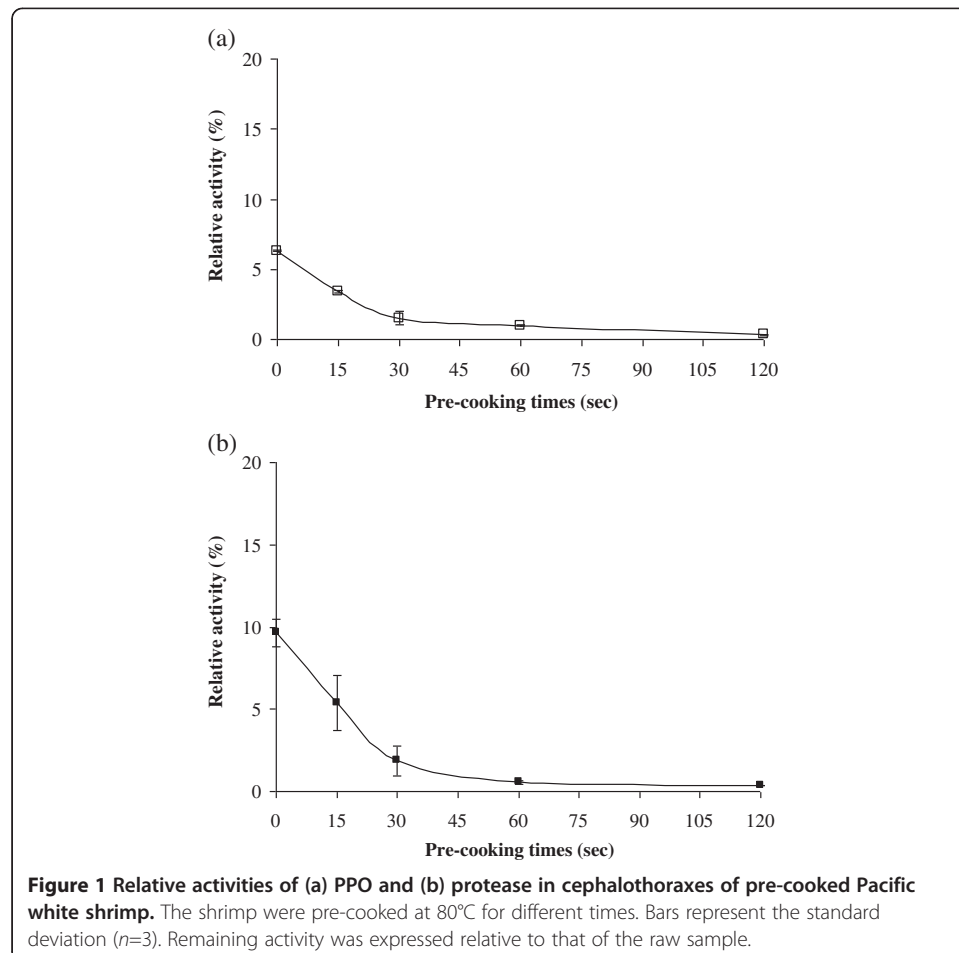 (a)
20
15
10
5
0
Relative activity (%)
0 15 30 45 60 75 90 105 120
Pre-cooking times (sec)
(b)
20
15
10
5
0
Relative activity (%)
0 15 30 45 60 75 90 105 120
Pre-cooking times (sec)
Figure 1 Relative activities of (a) PPO and (b) protease in cephalothoraxes of pre-cooked Pacific
white shrimp. The shrimp were pre-cooked at 80°C for different times. Bars represent the standard
deviation (n=3). Remaining activity was expressed relative to that of the raw sample.